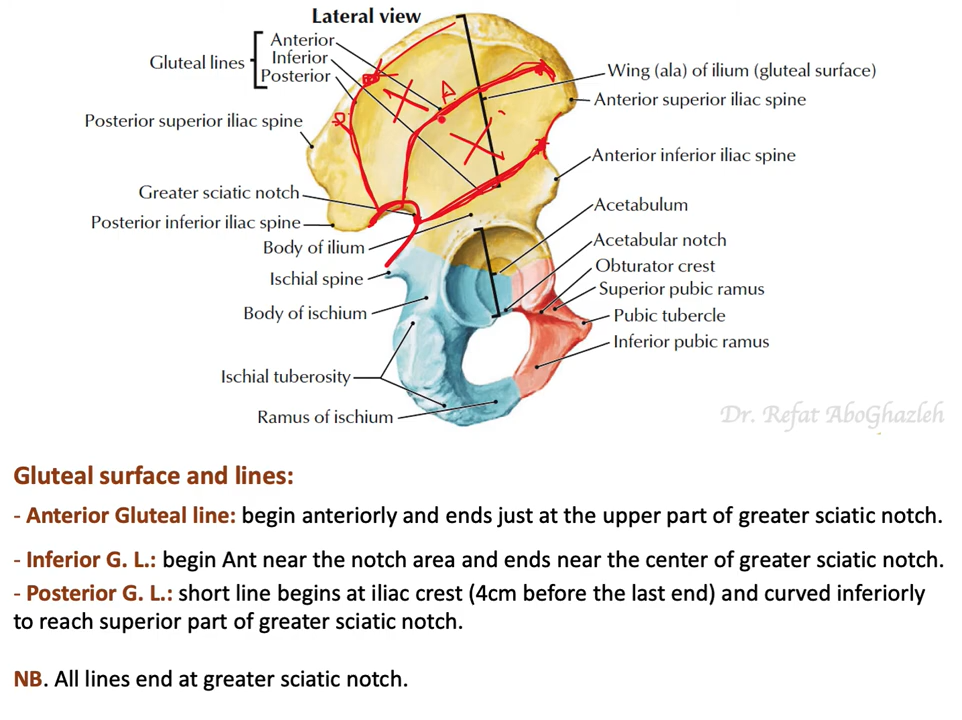 Lateral view
Gluteal lines
Anterior
Inferior
Posterior
Posterior superior iliac spine
Greater sciatic notch
Posterior inferior iliac spine
Body of ilium
Ischial spine
Body of ischium
Ischial tuberosity
Ramus of ischium
Wing (ala) of ilium (gluteal surface)
Anterior superior iliac spine
Anterior inferior iliac spine
Acetabulum
Acetabular notch
Obturator crest
Superior pubic ramus
Pubic tubercle
Inferior pubic ramus
A
Dr. Refat AboGhazleh
Gluteal surface and lines:
- Anterior Gluteal line: begin anteriorly and ends just at the upper part of greater sciatic notch.
- Inferior G. L.: begin Ant near the notch area and ends near the center of greater sciatic notch.
- Posterior G. L.: short line begins at iliac crest (4cm before the last end) and curved inferiorly
to reach superior part of greater sciatic notch.
NB. All lines end at greater sciatic notch.